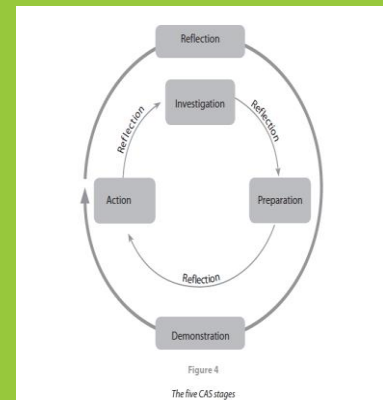 Reflection
Investigation
Reflection
Reflection
Action
Preparation
Reflection
Demonstration
Figure 4
The five CAS stages